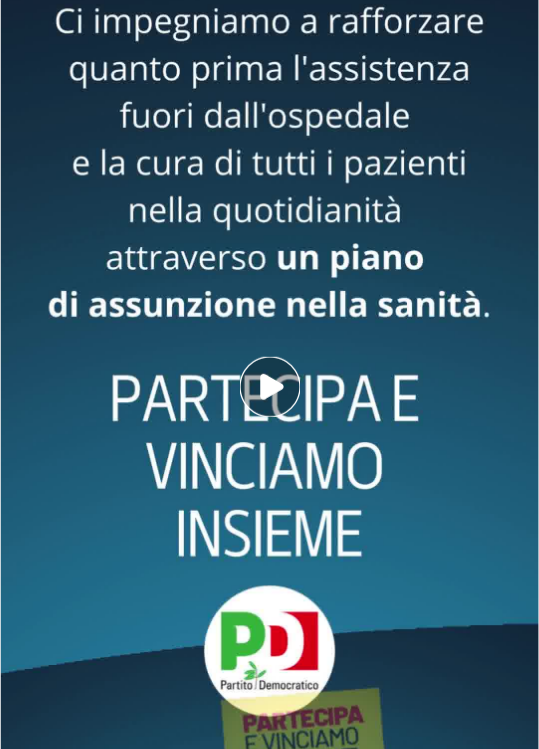 Ci impegniamo a rafforzare
quanto prima l'assistenza
fuori dall'ospedale
e la cura di tutti i pazienti
nella quotidianità
attraverso un piano
di assunzione nella sanità.
PARTECIPA E
VINCIAMO
INSIEME
PD
Partito Democratico
PARTECIPA
E VINCIAMO